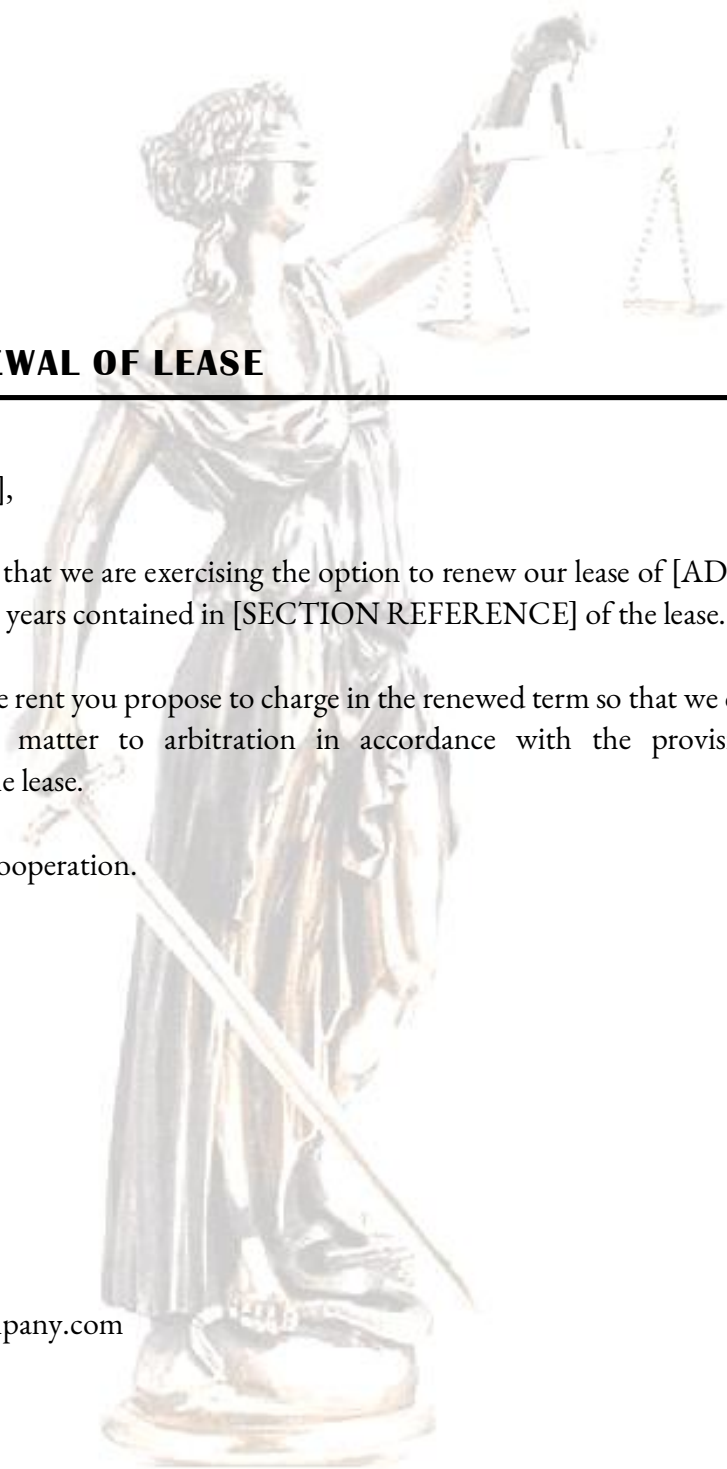 EWAL OF LEASE
],
that we are exercising the option to renew our lease of [AD
years contained in [SECTION REFERENCE] of the lease.
e rent you propose to charge in the renewed term so that we
matter to arbitration in accordance with the provis
e lease.
ooperation.
pany.com